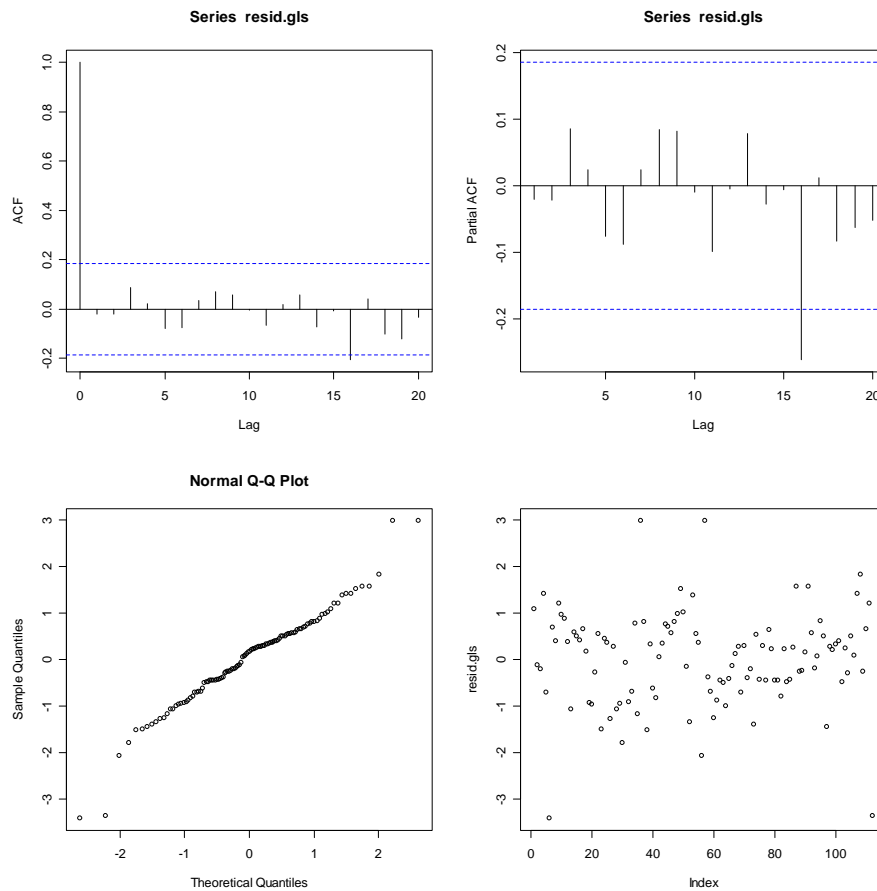 Series resid.gls
ACF
1.0
0.8
0.6
0.4
0.2
0.0
-0.2
0 5 10 15 20
Lag
Series resid.gls
Partial ACF
0.2
0.1
0.0
-0.1
-0.2
5 10 15 20
Lag
Normal Q-Q Plot
Sample Quantiles
3
2
1
0
-1
-2
-3
-2 -1 0 1 2
Theoretical Quantiles
resid.gls
3
2
1
0
-1
-2
-3
0 20 40 60 80 100
Index